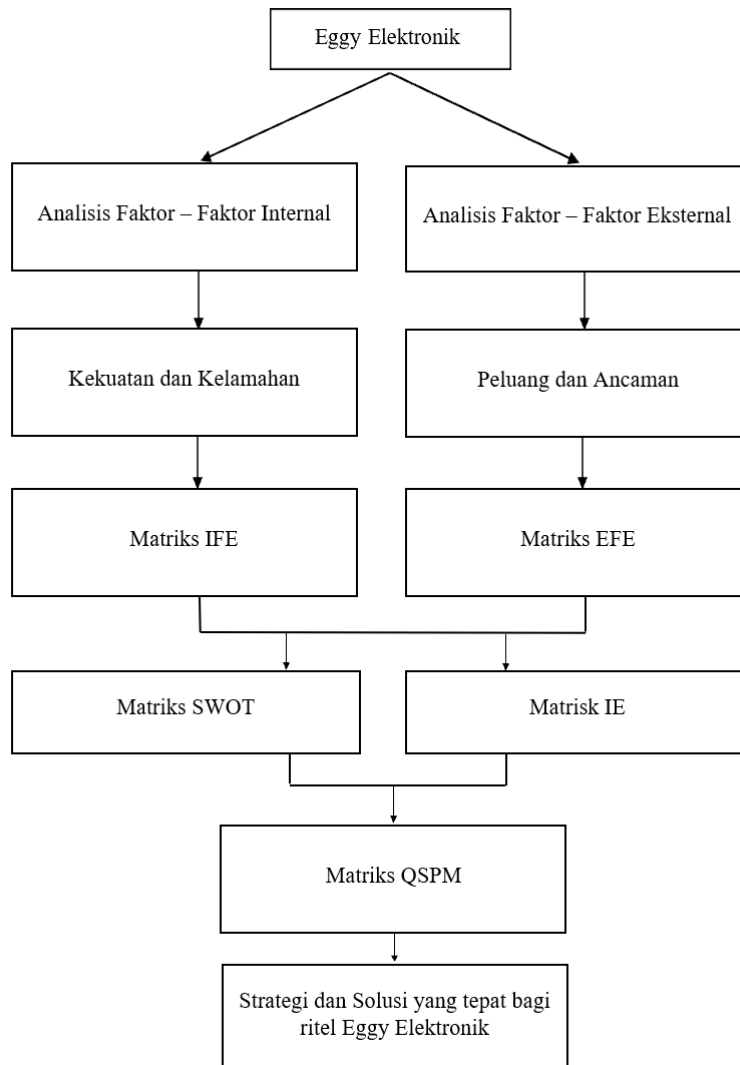 Eggy Elektronik
Analisis Faktor – Faktor Internal
Analisis Faktor – Faktor Eksternal
Kekuatan dan Kelamahan
Peluang dan Ancaman
Matriks IFE
Matriks EFE
Matriks SWOT
Matrisk IE
Matriks QSPM
Strategi dan Solusi yang tepat bagi
ritel Eggy Elektronik